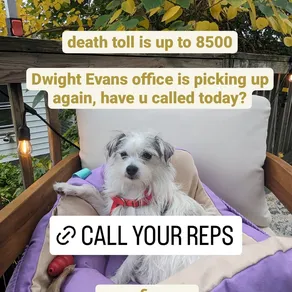 death toll is up to 8500
Dwight Evans office is picking up
again, have u called today?
CALL YOUR REPS